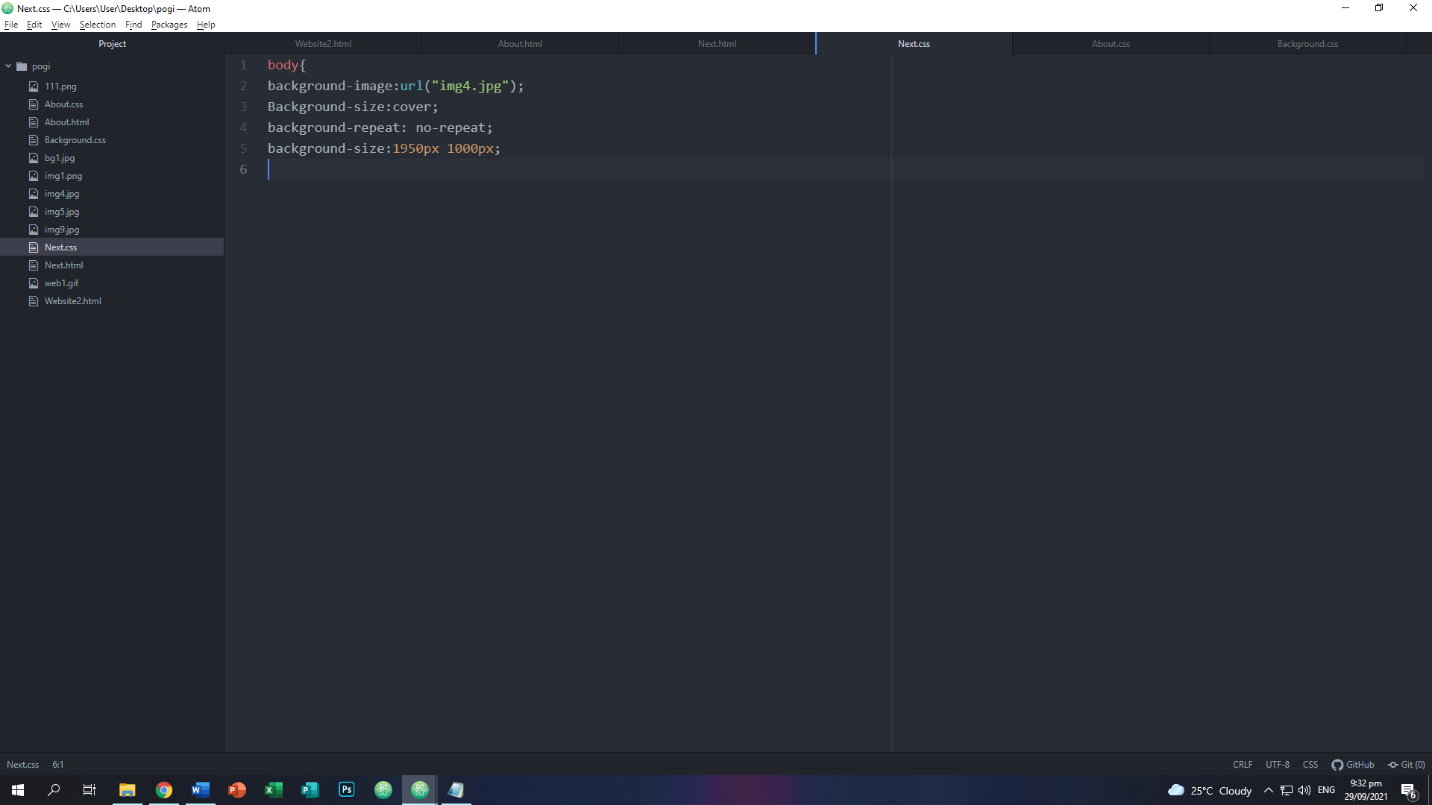 Next.css — C:\Users\User\Desktop\pogi — Atom
File Edit View Selection Find Packages Help
Project
Website2.html About.html Next.html Next.css About.css Background.css
pogi
111.png
About.css
About.html
Background.css
bg1.jpg
img1.png
img4.jpg
img5.jpg
img9.jpg
Next.css
Next.html
web1.gif
Website2.html
1 body{
2 background-image:url("img4.jpg");
3 Background-size:cover;
4 background-repeat: no-repeat;
5 background-size:1950px 1000px;
6
Next.css 6:1 CRLF UTF-8 CSS GitHub Git (0)
W P X P Ps
25°C Cloudy ENG
9:32 pm
29/09/2021
6